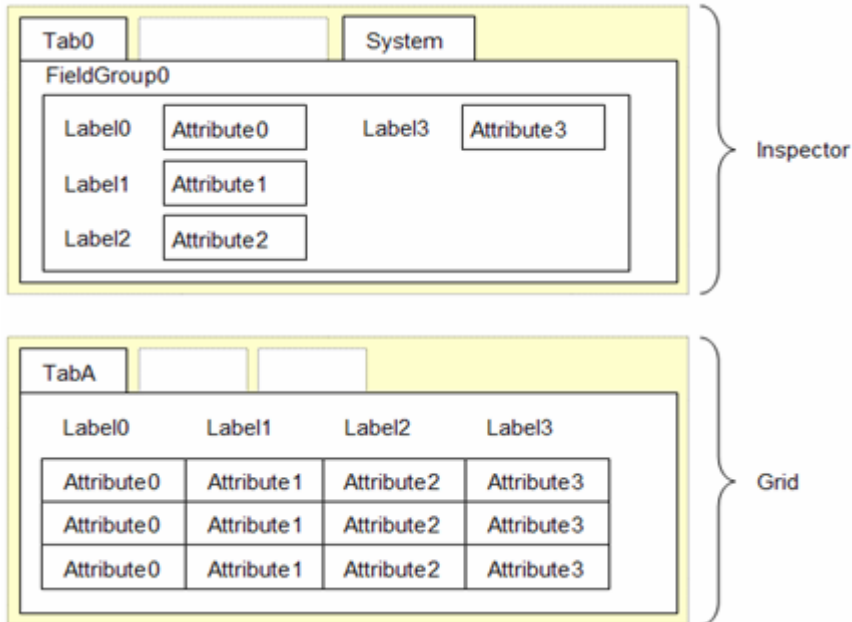 Tab0 System
FieldGroup0
Label0 Attribute0 Label3 Attribute3
Inspector
Label1 Attribute1
Label2 Attribute2
TabA
Label0 Label1 Label2 Label3
Attribute0 Attribute1 Attribute2 Attribute3
Grid
Attribute0 Attribute1 Attribute2 Attribute3
Attribute0 Attribute1 Attribute2 Attribute3